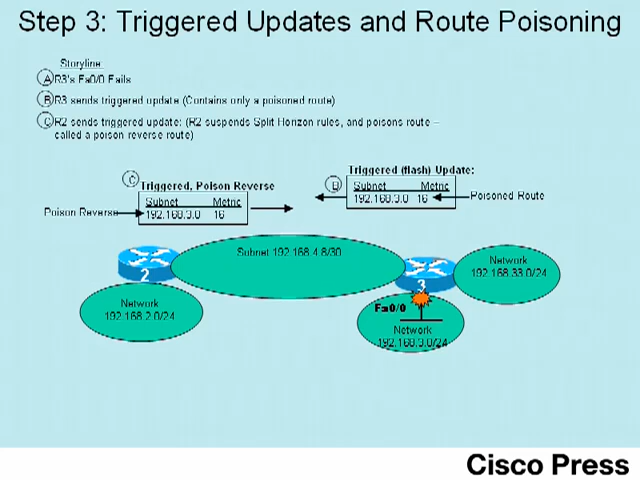 Step 3: Triggered Updates and Route Poisoning
Storyline
A R3's Fa0/0 Fails
B R3 sends triggered update (Contains only a poisoned route)
C R2 sends triggered update: (R2 suspends Split Horizon rules, and poisons route –
called a poison reverse route)
C Triggered, Poison Reverse
Subnet Metric
Poison Reverse 192.168.3.0 16
B Triggered (flash) Update:
Subnet Metric
192.168.3.0 16 Poisoned Route
Subnet 192.168.4.8/30
2
3
Network
192.168.33.0/24
Network
192.168.2.0/24
Fa0/0
Network
192.168.3.0/24
Cisco Press